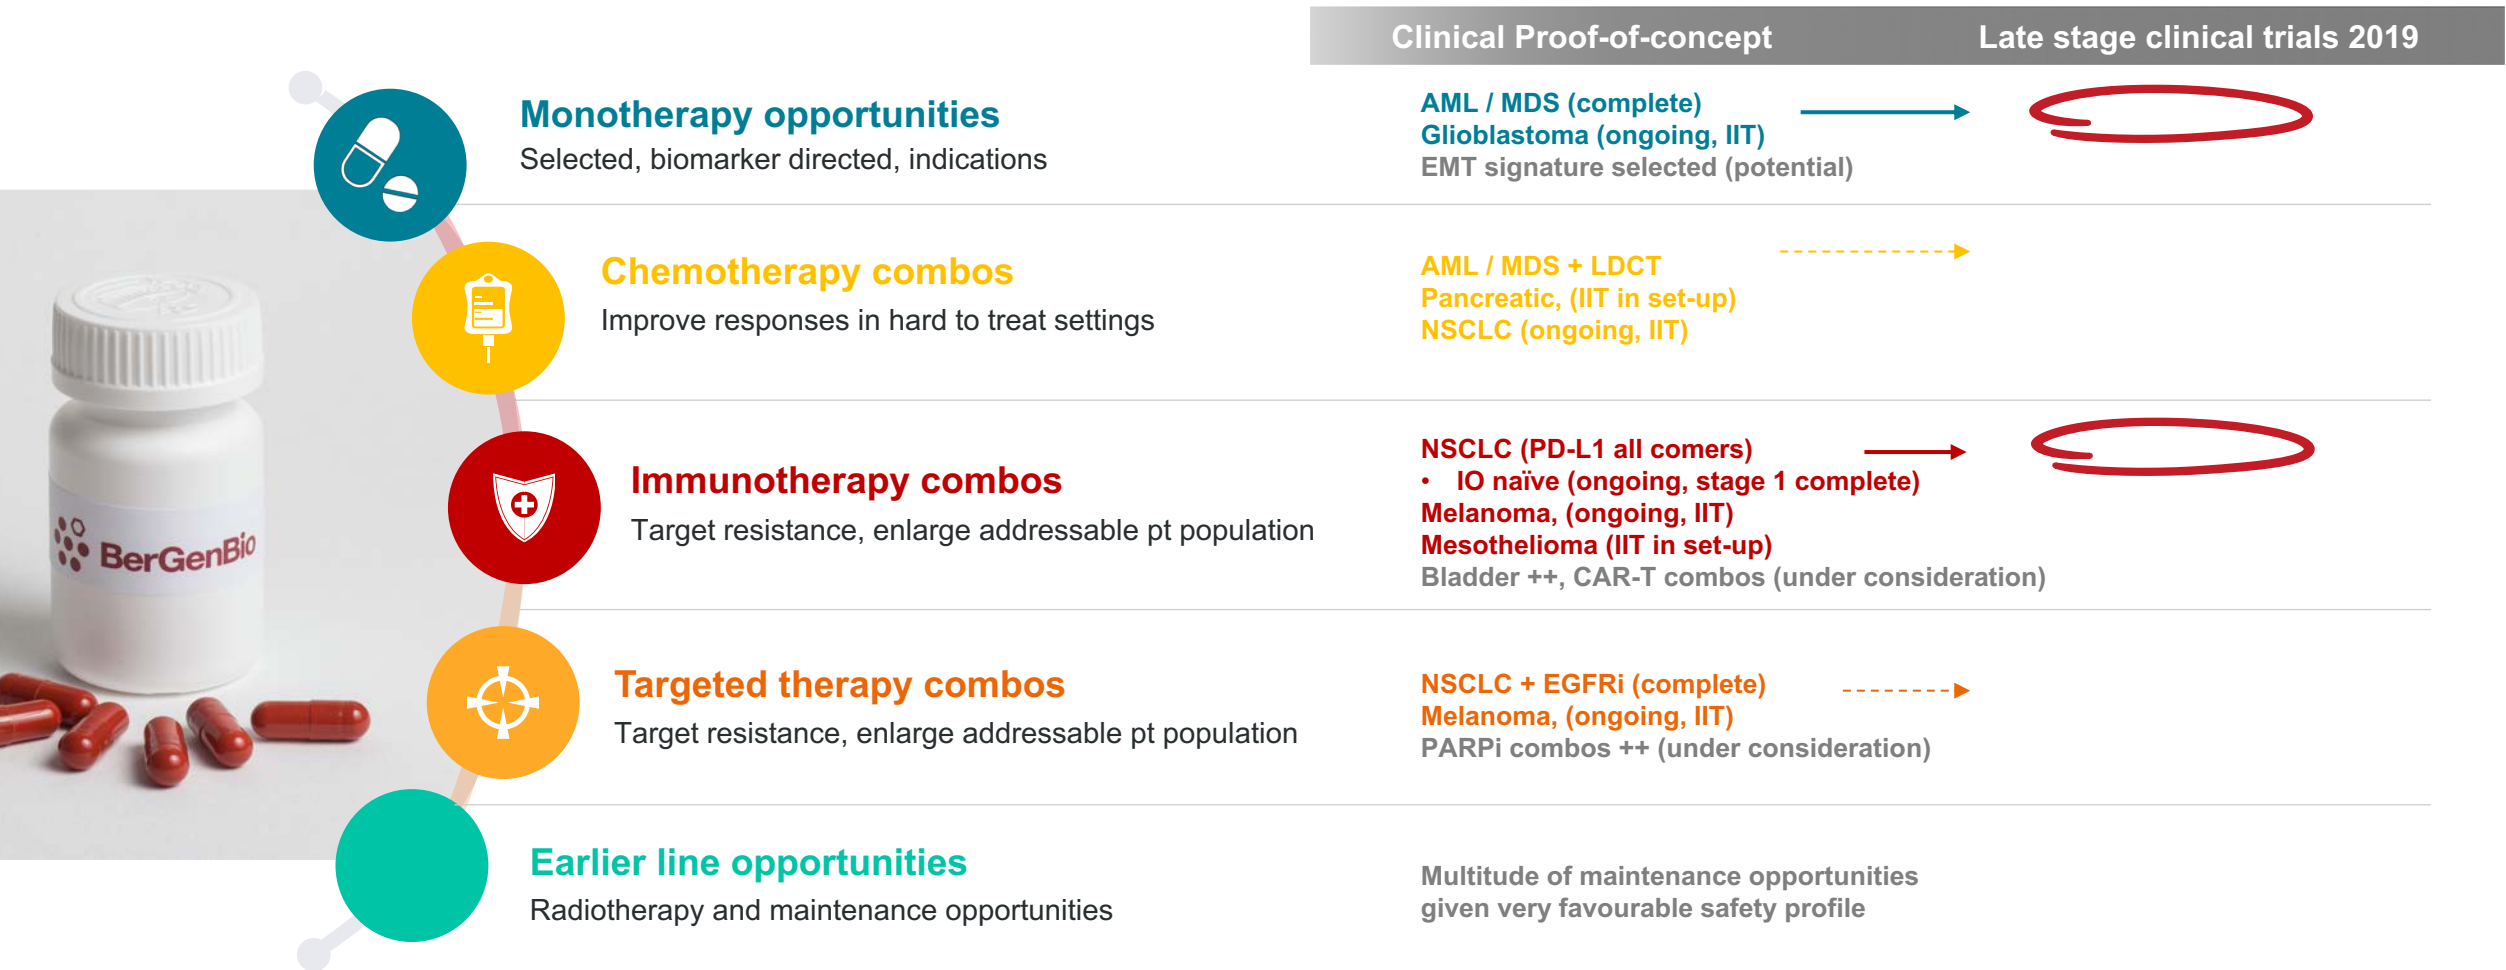 Clinical Proof-of-concept
Late stage clinical trials 2019
Monotherapy opportunities
Selected, biomarker directed, indications
AML / MDS (complete)
Glioblastoma (ongoing, IIT)
EMT signature selected (potential)
Chemotherapy combos
Improve responses in hard to treat settings
AML / MDS + LDCT
Pancreatic, (IIT in set-up)
NSCLC (ongoing, IIT)
Immunotherapy combos
Target resistance, enlarge addressable pt population
NSCLC (PD-L1 all comers)
• IO naïve (ongoing, stage 1 complete)
Melanoma, (ongoing, IIT)
Mesothelioma (IIT in set-up)
Bladder ++, CAR-T combos (under consideration)
BerGenBio
Targeted therapy combos
Target resistance, enlarge addressable pt population
NSCLC + EGFRi (complete)
Melanoma, (ongoing, IIT)
PARPi combos ++ (under consideration)
Earlier line opportunities
Radiotherapy and maintenance opportunities
Multitude of maintenance opportunities
given very favourable safety profile